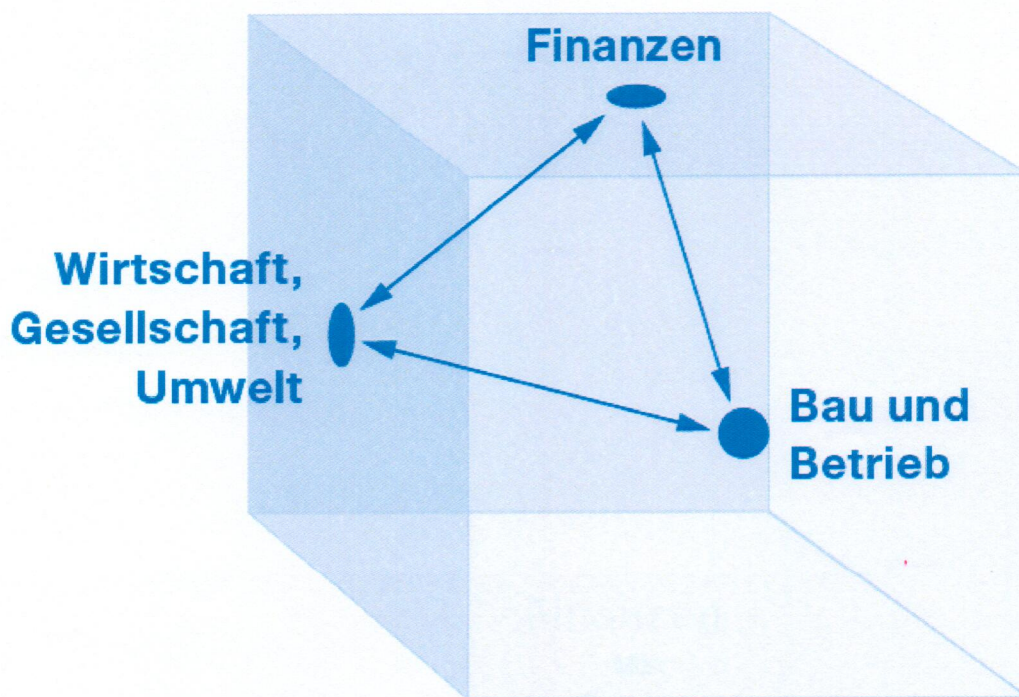 Finanzen
Wirtschaft,
Gesellschaft,
Umwelt
Bau und
Betrieb